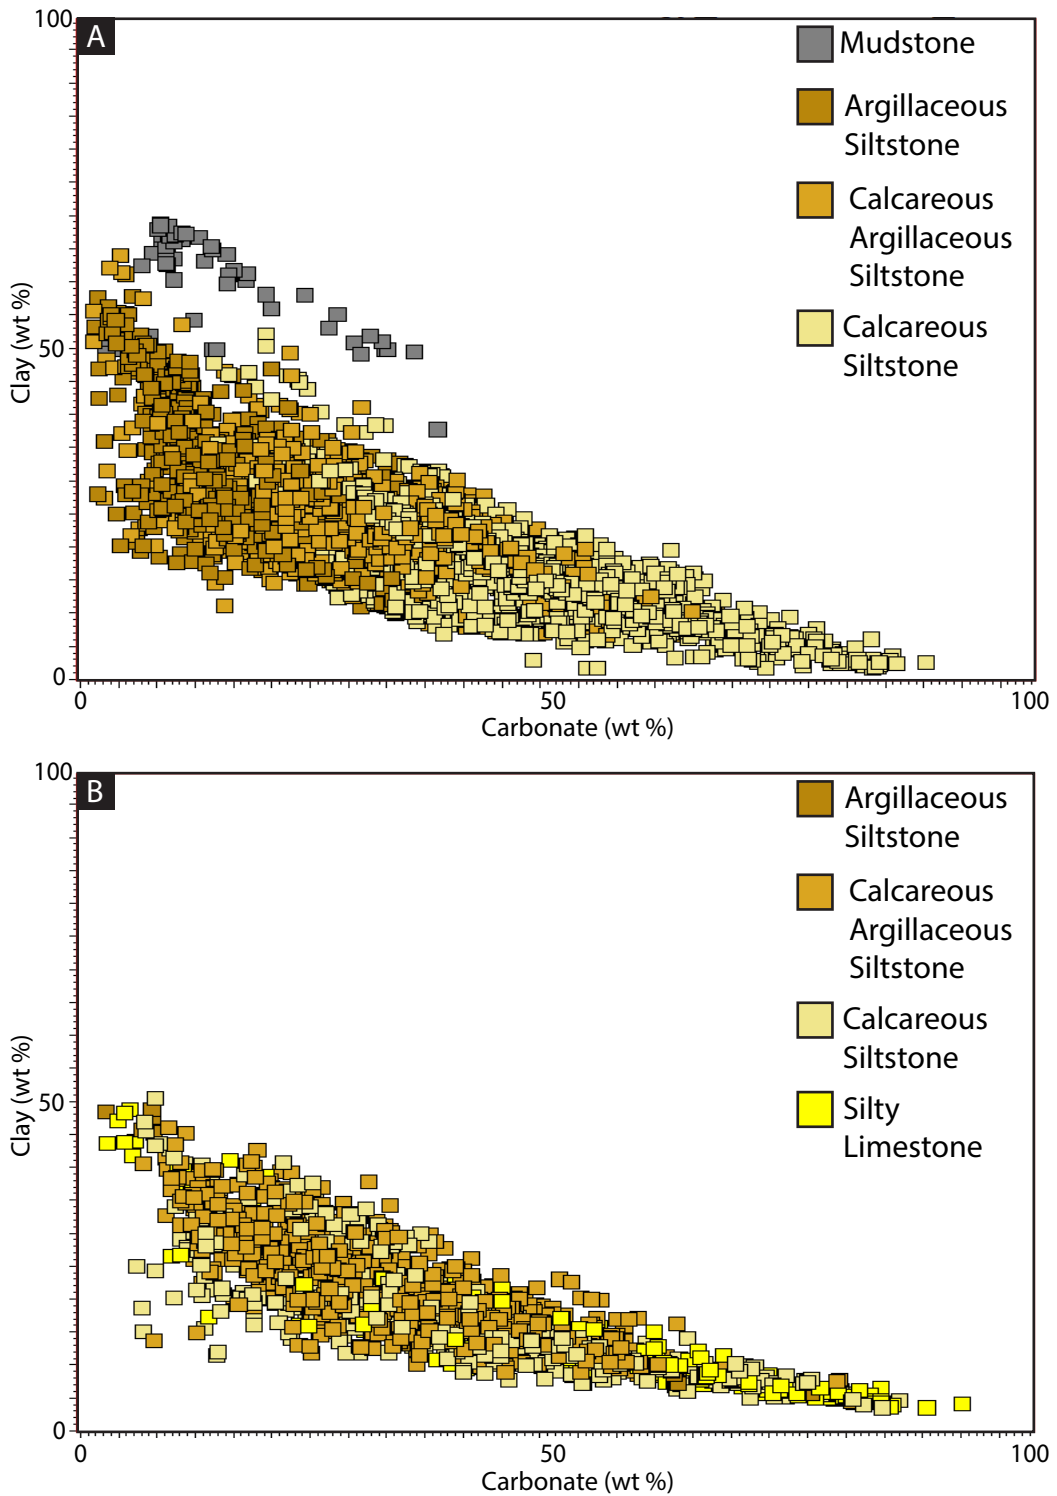 100
A
Mudstone
Argillaceous
Siltstone
Calcareous
Argillaceous
Siltstone
Calcareous
Siltstone
Clay (wt %)
50
0
0
50
100
Carbonate (wt %)
100
B
Argillaceous
Siltstone
Calcareous
Argillaceous
Siltstone
Calcareous
Siltstone
Silty
Limestone
Clay (wt %)
50
0
0
50
100
Carbonate (wt %)